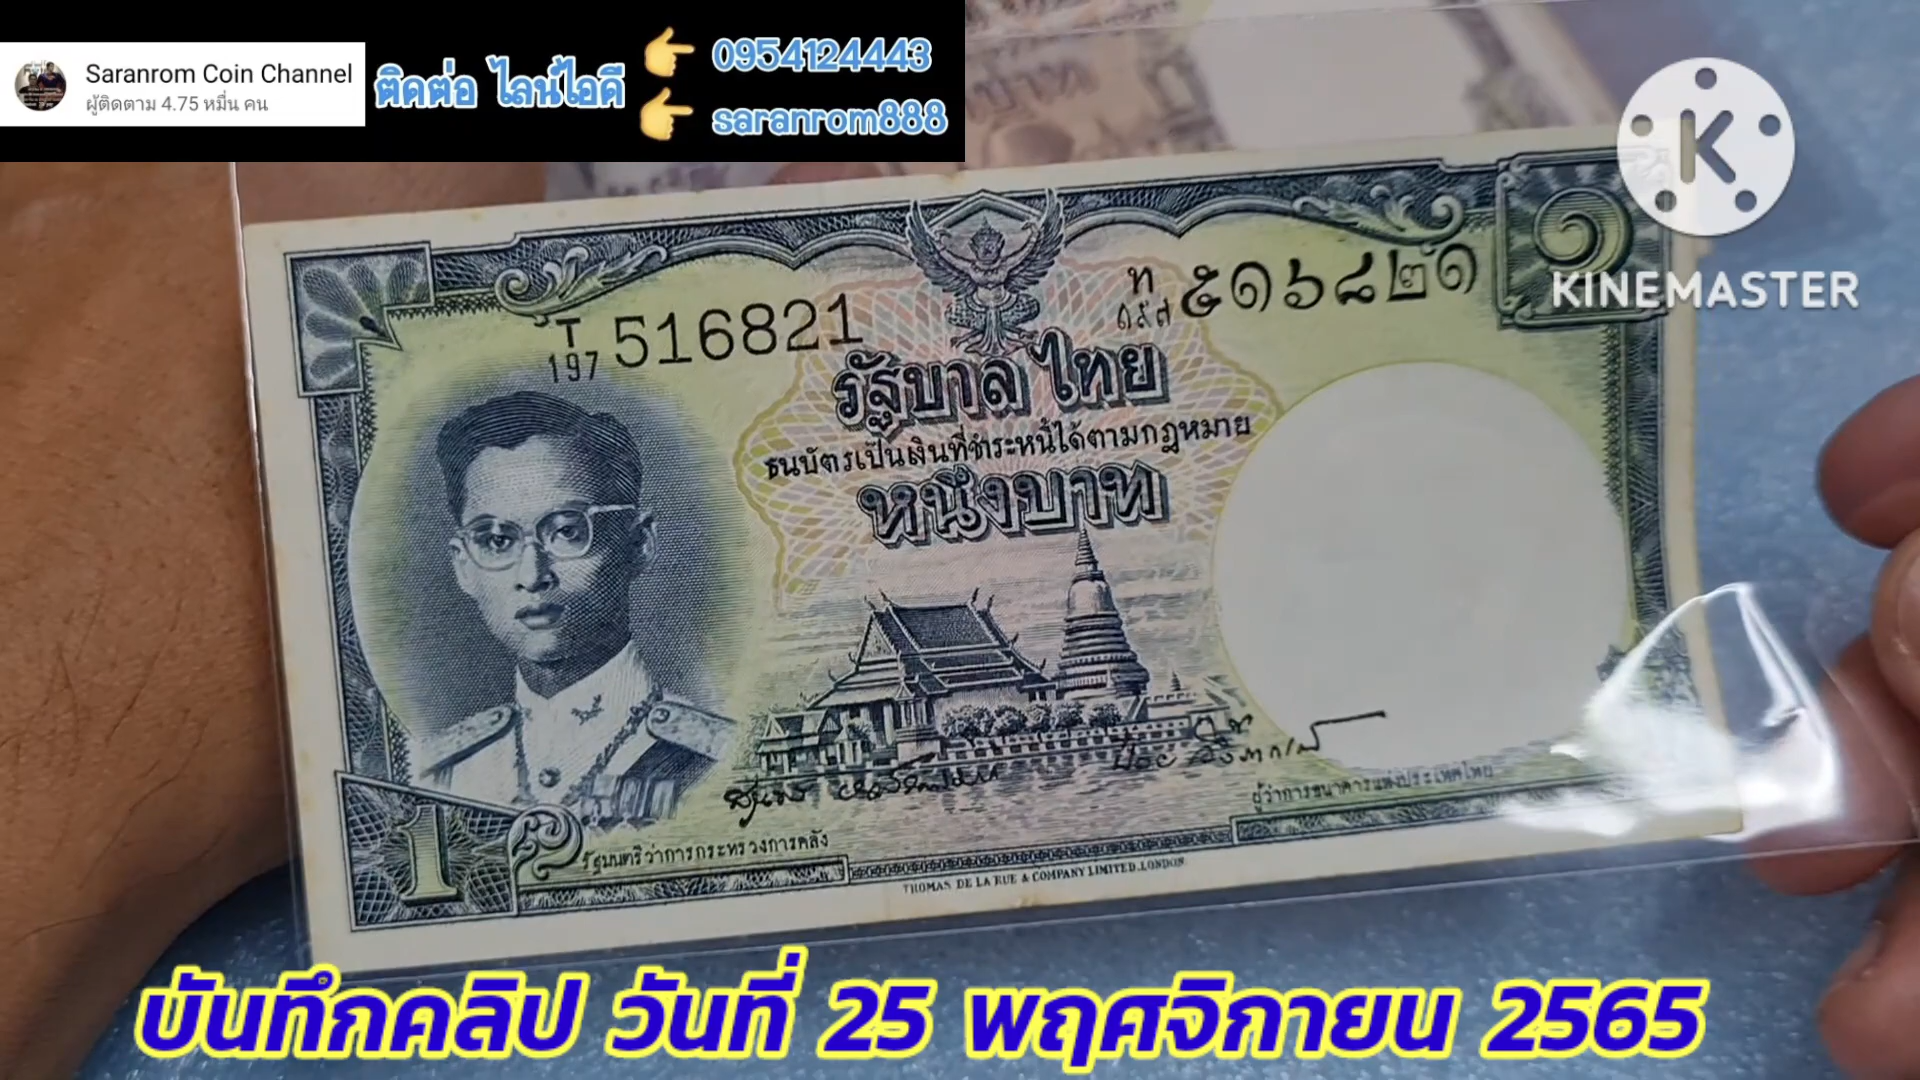 Saranrom Coin Channel
ผู้ติดตาม 4.75 หมื่น คน
ติดต่อ ไลน์ไอดี
0954124443
saranrom888
KINEMASTER
T
197 516821
ท
๑๙๗ ๕๑๖๘๒๑
๑
รัฐบาลไทย
ธนบัตรเป็นเงินที่ชำระหนี้ได้ตามกฎหมาย
หนึ่งบาท
รัฐมนตรีว่าการกระทรวงการคลัง
ผู้ว่าการธนาคารแห่งประเทศไทย
1
THOMAS DE LA RUE & COMPANY LIMITED. LONDON
บันทึกคลิป วันที่ 25 พฤศจิกายน 2565